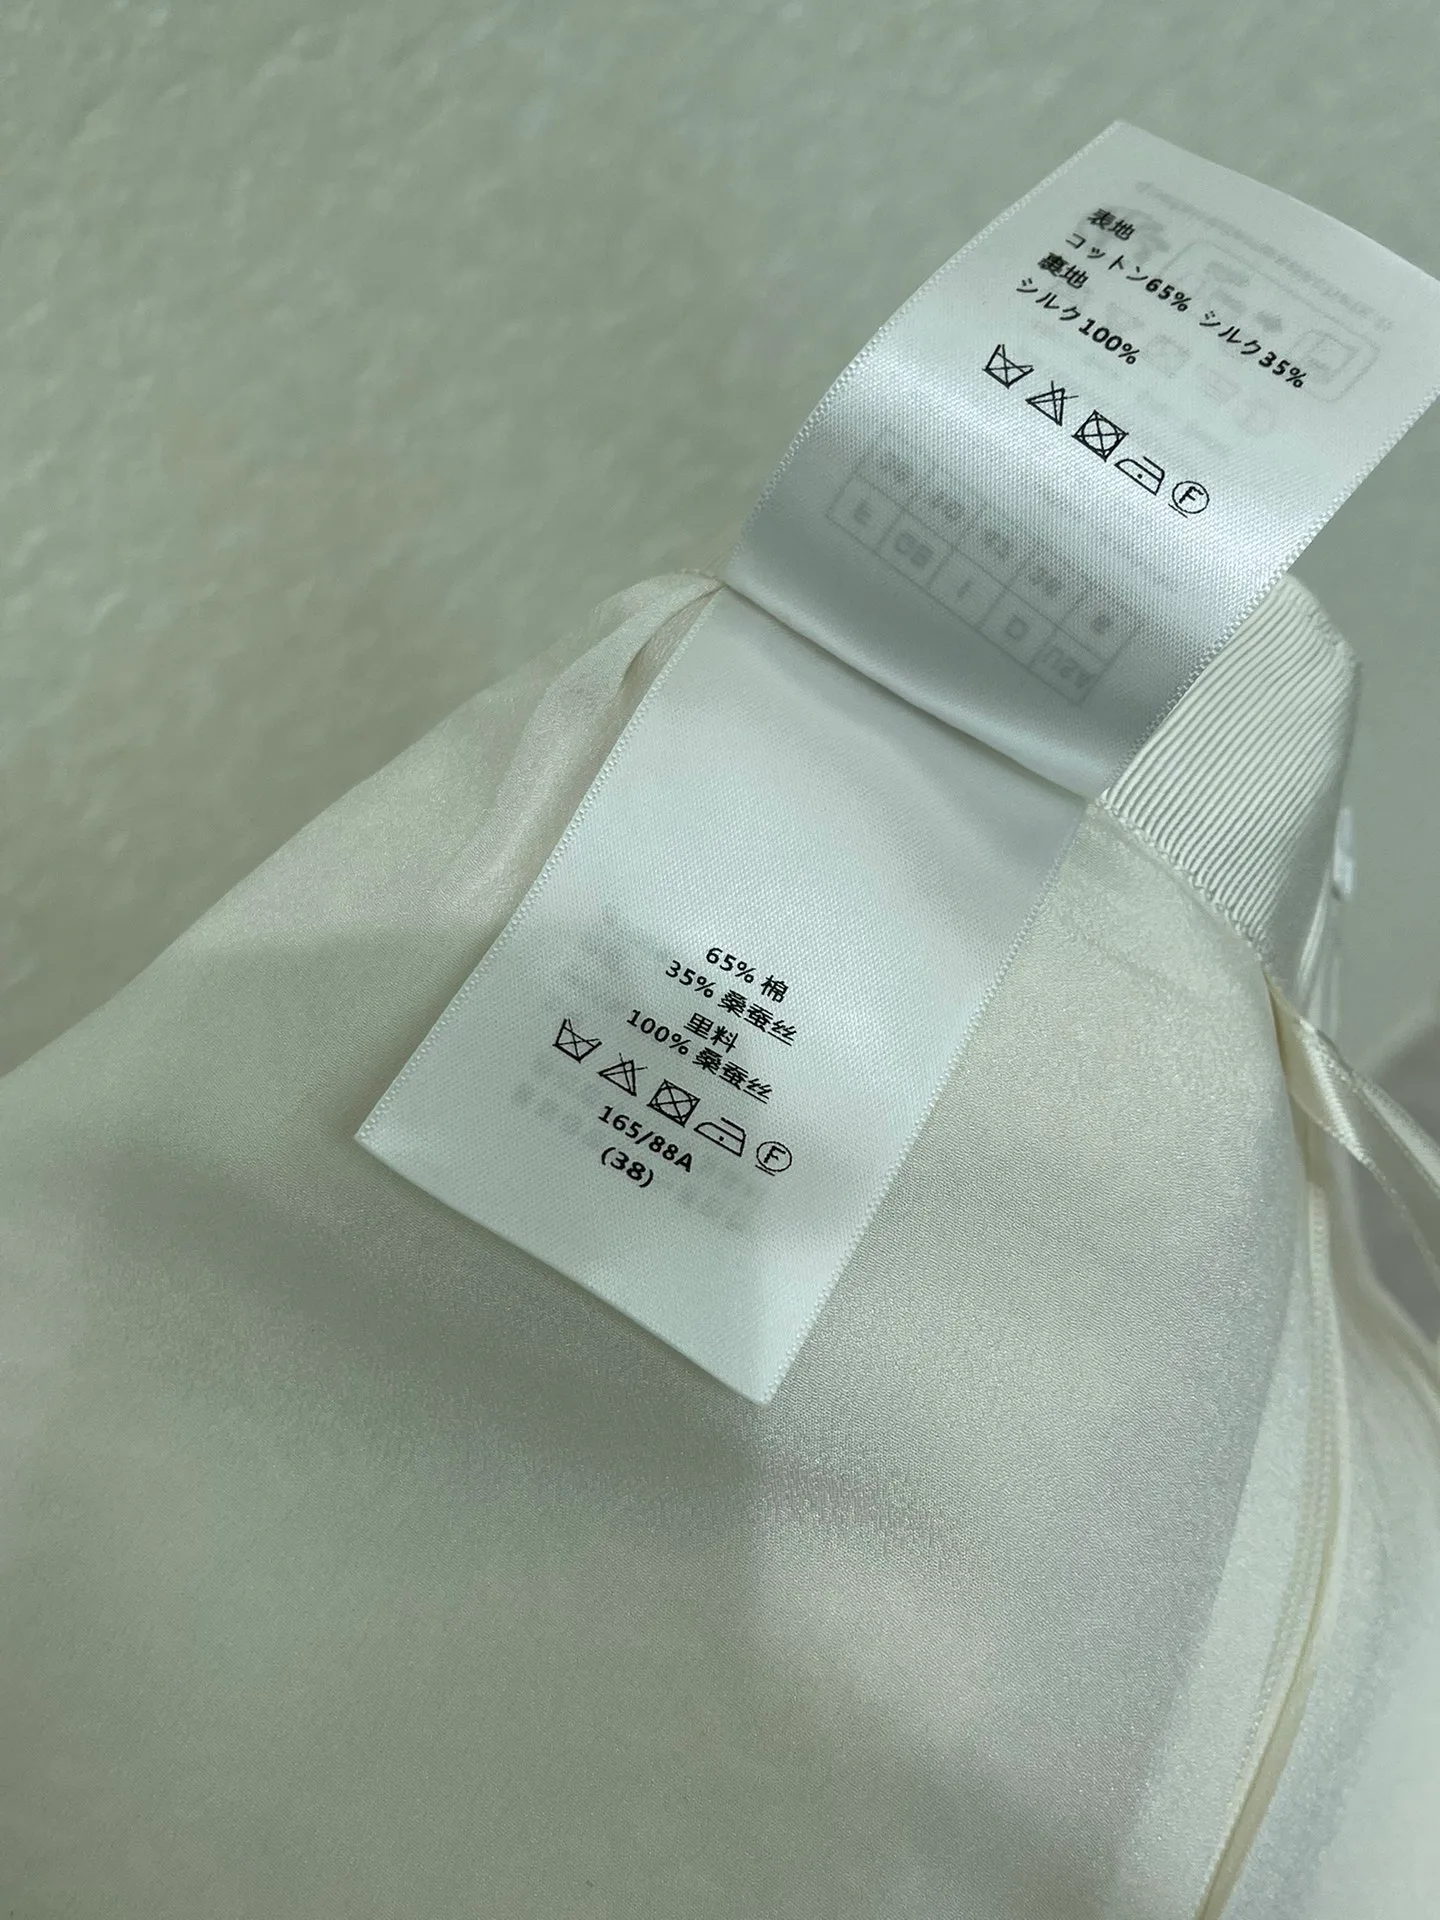 表地
コットン65% シルク35%
裏地
シルク100%
F
65% 棉
35% 桑蚕丝
里料
100% 桑蚕丝
F
165/88A
(38)